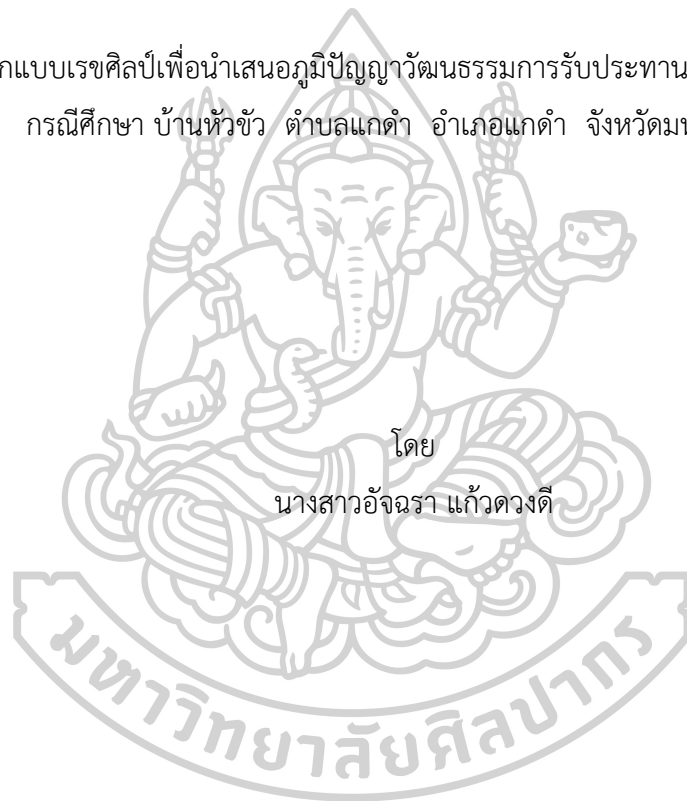 กแบบเรขศิลป์เพื่อนำเสนอภูมิปัญญาวัฒนธรรมการรับประทาน
กรณีศึกษา บ้านหัวขัว ตำบลแกดำ อำเภอแกดำ จังหวัดมห
โดย
นางสาวอัจฉรา แก้วดวงดี
มหาวิทยาลัยศิลปากร